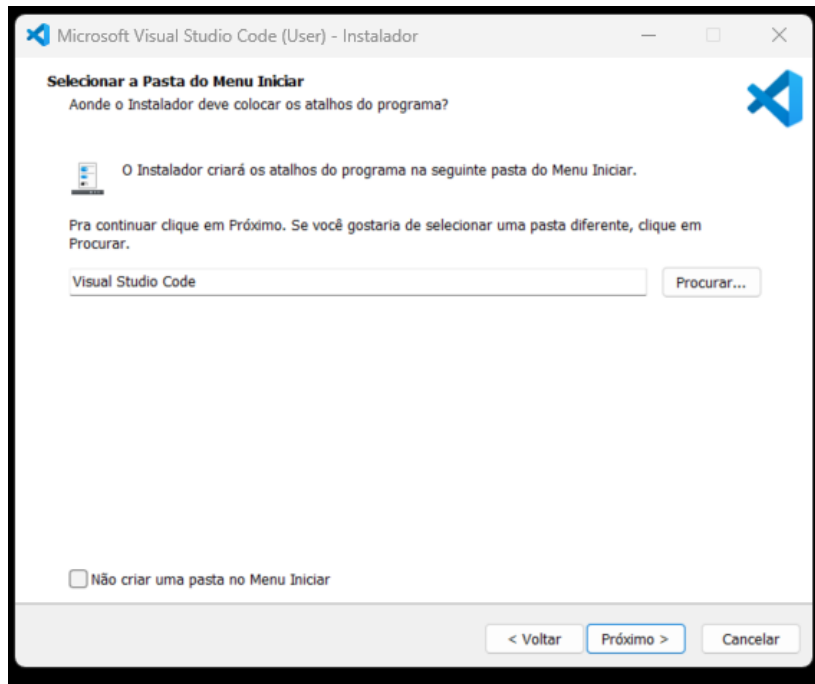 Microsoft Visual Studio Code (User) - Instalador
Selecionar a Pasta do Menu Iniciar
Aonde o Instalador deve colocar os atalhos do programa?
O Instalador criará os atalhos do programa na seguinte pasta do Menu Iniciar.
Pra continuar clique em Próximo. Se você gostaria de selecionar uma pasta diferente, clique em
Procurar.
Visual Studio Code
Procurar...
Não criar uma pasta no Menu Iniciar
< Voltar
Próximo >
Cancelar